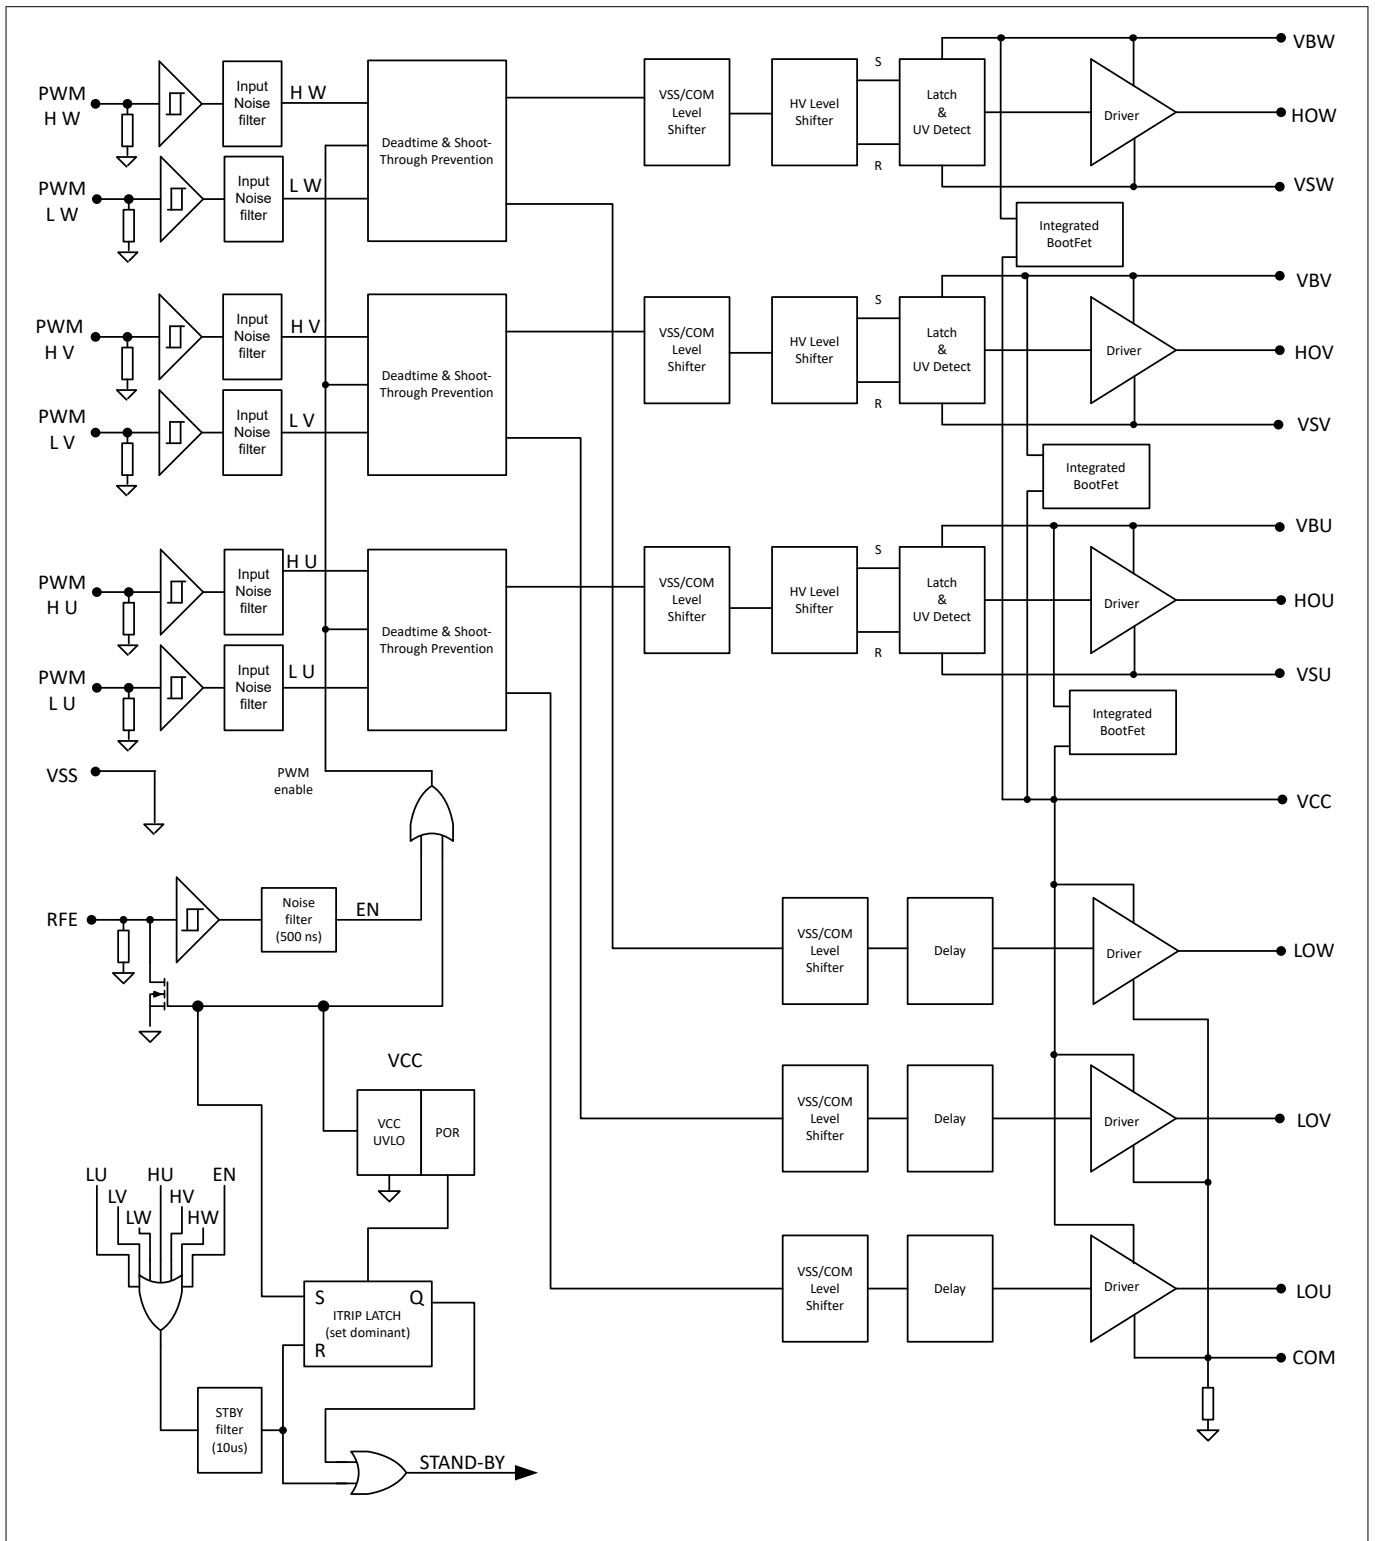 PWM
H W
Input
Noise
filter
H W
Deadtime & Shoot-
Through Prevention
VSS/COM
Level
Shifter
HV Level
Shifter
S
R
Latch
&
UV Detect
Driver
VBW
HOW
VSW
PWM
L W
Input
Noise
filter
L W
Integrated
BootFet
PWM
H V
Input
Noise
filter
H V
Deadtime & Shoot-
Through Prevention
VSS/COM
Level
Shifter
HV Level
Shifter
S
R
Latch
&
UV Detect
Driver
VBV
HOV
VSV
PWM
L V
Input
Noise
filter
L V
Integrated
BootFet
PWM
H U
Input
Noise
filter
H U
Deadtime & Shoot-
Through Prevention
VSS/COM
Level
Shifter
HV Level
Shifter
S
R
Latch
&
UV Detect
Driver
VBU
HOU
VSU
PWM
L U
Input
Noise
filter
L U
Integrated
BootFet
VSS
PWM
enable
VCC
RFE
Noise
filter
(500 ns)
EN
VSS/COM
Level
Shifter
Delay
Driver
LOW
VCC
VCC
UVLO
POR
VSS/COM
Level
Shifter
Delay
Driver
LOV
LU
LV
LW
HU
HV
HW
EN
S
Q
ITRIP LATCH
(set dominant)
R
VSS/COM
Level
Shifter
Delay
Driver
LOU
COM
STBY
filter
(10us)
STAND-BY